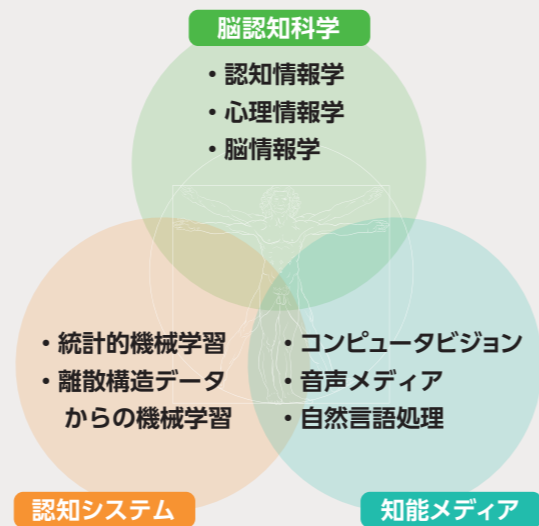 脳認知科学
・認知情報学
・心理情報学
・脳情報学
・統計的機械学習
・離散構造データ
からの機械学習
・コンピュータビジョン
・音声メディア
・自然言語処理
認知システム
知能メディア